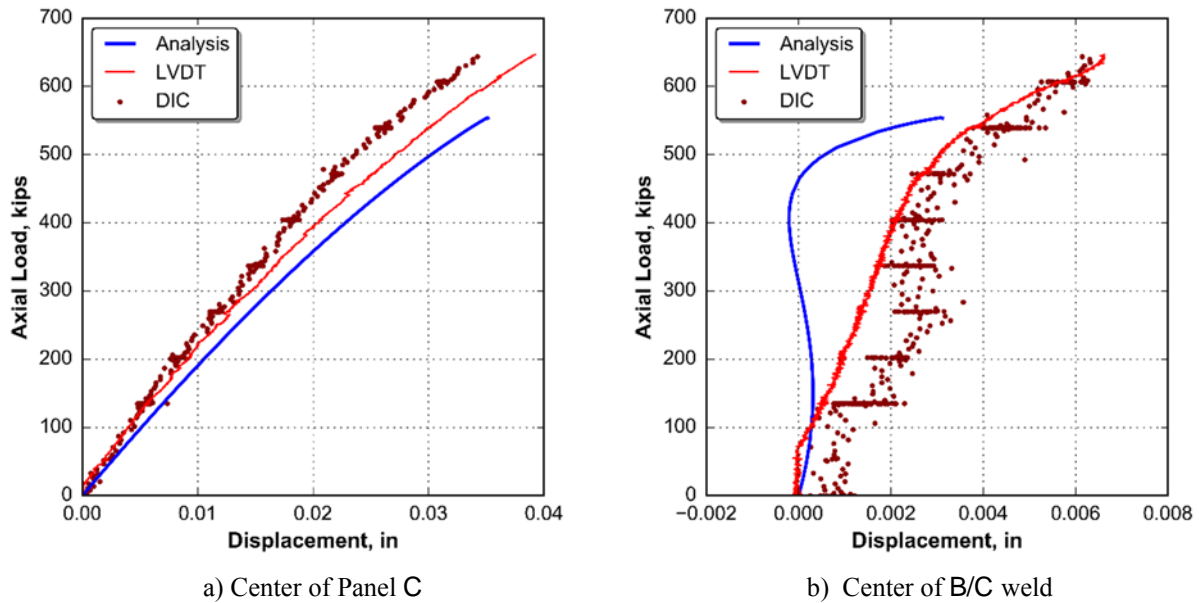 700
600
500
400
300
200
100
0
Axial Load, kips
Analysis
LVDT
DIC
0.00
0.01
0.02
0.03
0.04
Displacement, in
a) Center of Panel C
700
600
500
400
300
200
100
0
Axial Load, kips
Analysis
LVDT
DIC
−0.002
0.000
0.002
0.004
0.006
0.008
Displacement, in
b) Center of B/C weld